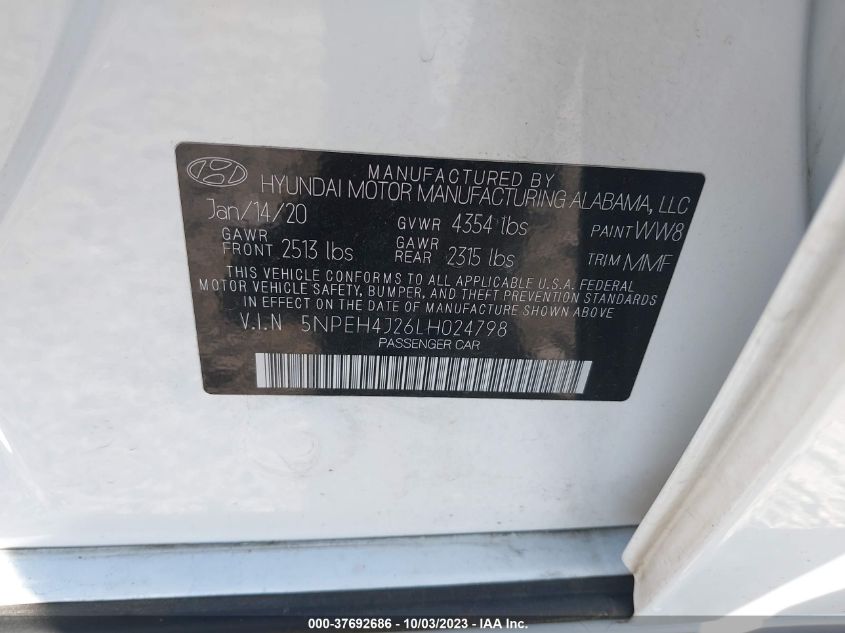 MANUFACTURED BY
HYUNDAI MOTOR MANUFACTURING ALABAMA, LLC
Jan/14/20 GVWR 4354 lbs PAINT WW8
GAWR FRONT 2513 lbs GAWR REAR 2315 lbs TRIM MMF
THIS VEHICLE CONFORMS TO ALL APPLICABLE U.S.A. FEDERAL
MOTOR VEHICLE SAFETY, BUMPER, AND THEFT PREVENTION STANDARDS
IN EFFECT ON THE DATE OF MANUFACTURE SHOWN ABOVE
V.I.N 5NPEH4J26LH024798
PASSENGER CAR
000-37692686 - 10/03/2023 - IAA Inc.